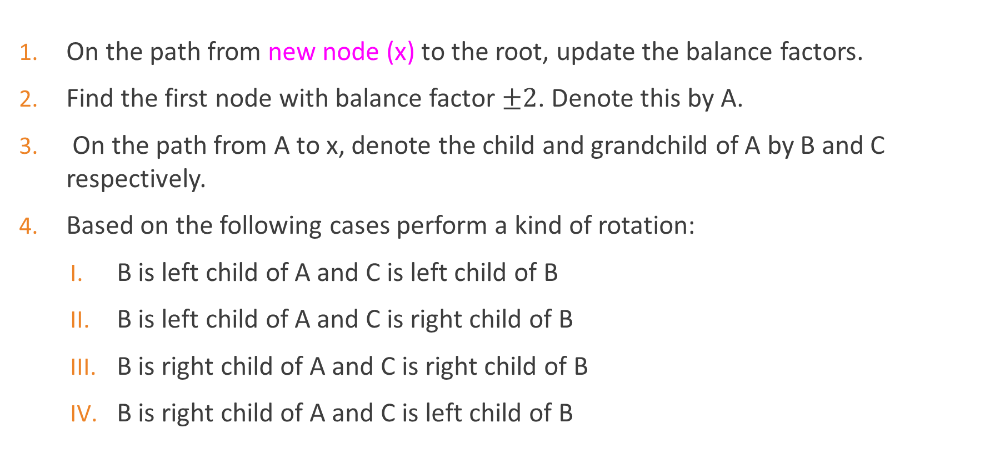 1. On the path from new node (x) to the root, update the balance factors.
2. Find the first node with balance factor ±2. Denote this by A.
3. On the path from A to x, denote the child and grandchild of A by B and C
respectively.
4. Based on the following cases perform a kind of rotation:
I. B is left child of A and C is left child of B
II. B is left child of A and C is right child of B
III. B is right child of A and C is right child of B
IV. B is right child of A and C is left child of B